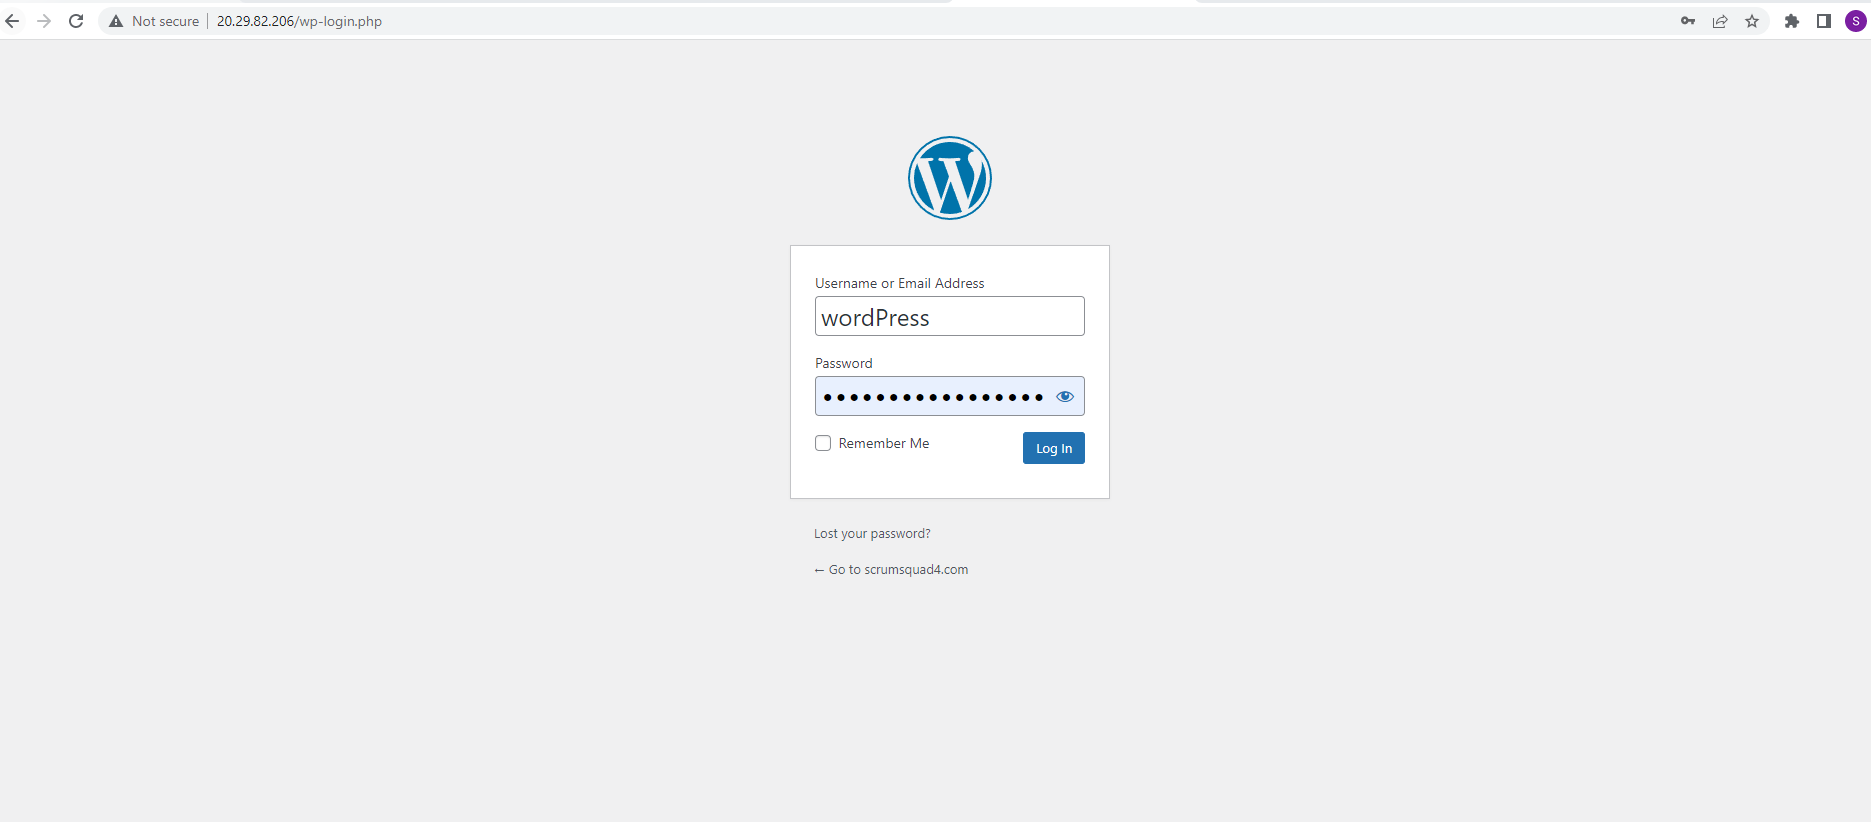 Not secure | 20.29.82.206/wp-login.php
S
Username or Email Address
wordPress
Password
Remember Me
Log In
Lost your password?
← Go to scrumsquad4.com